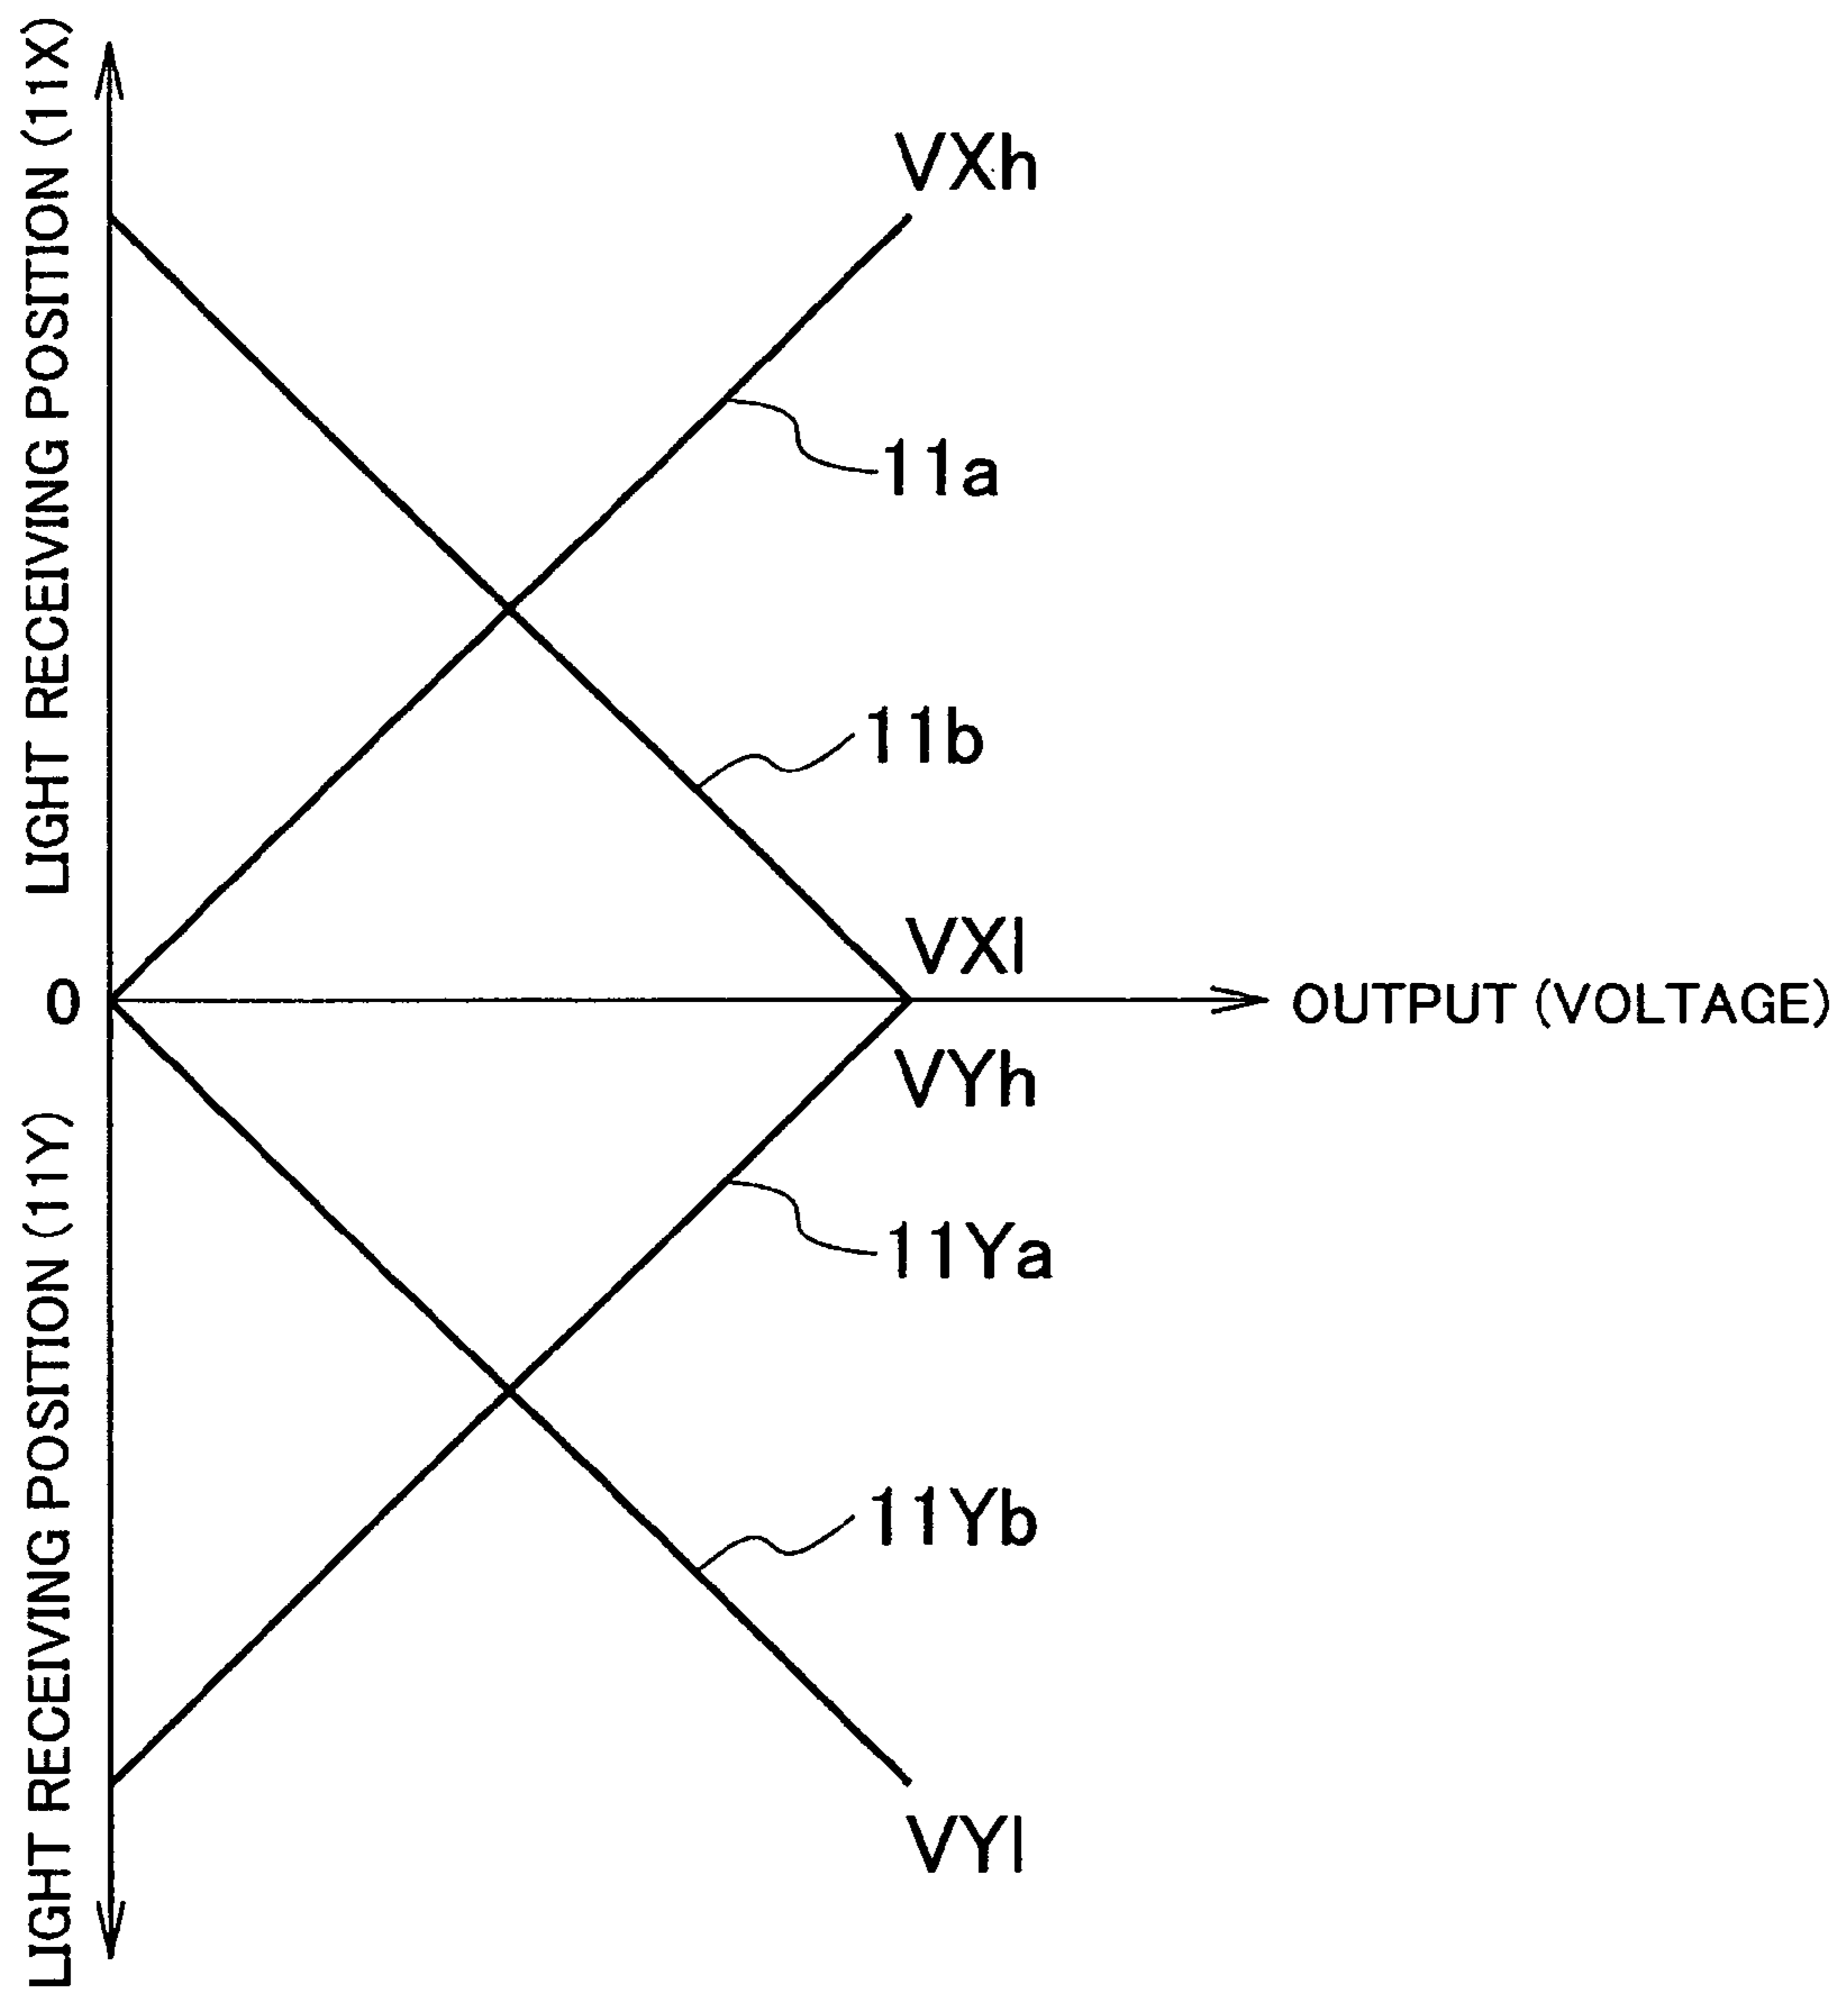 LIGHT RECEIVING POSITION (11X)
VXh
11a
11b
VXl
0
OUTPUT (VOLTAGE)
VYh
LIGHT RECEIVING POSITION (11Y)
11Ya
11Yb
VYl